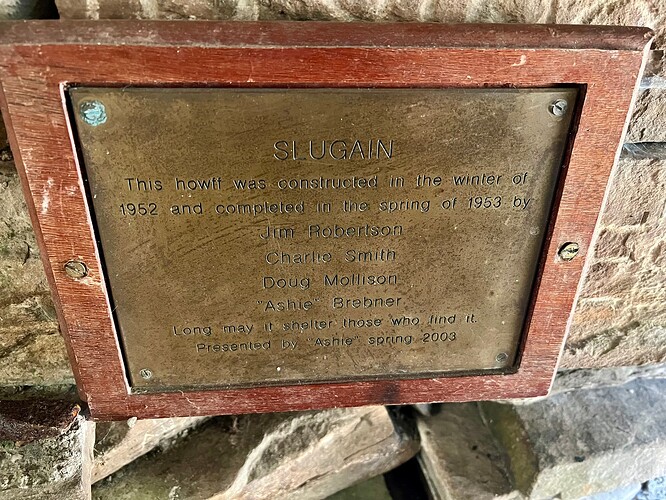 SLUGAIN
This howff was constructed in the winter of
1952 and completed in the spring of 1953 by
Jim Robertson
Charlie Smith
Doug Mollison
"Ashie" Brebner
Long may it shelter those who find it.
Presented by "Ashie" spring 2003